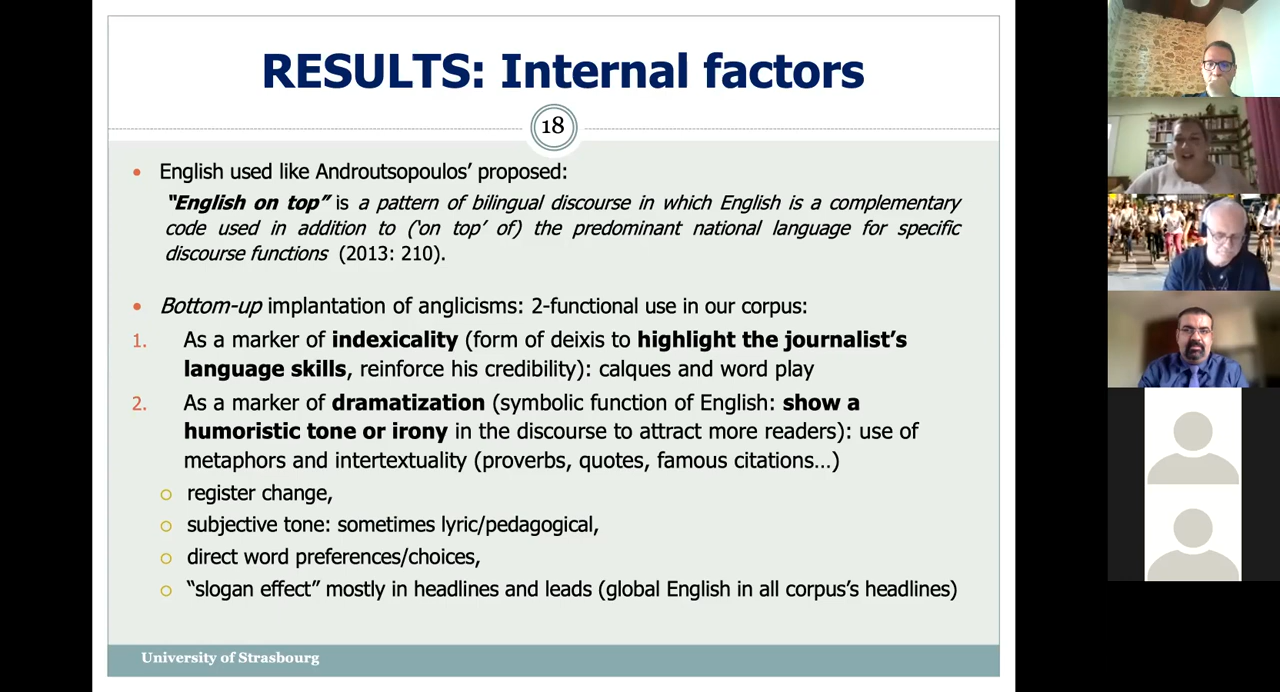 RESULTS: Internal factors
18
• English used like Androutsopoulos’ proposed:
“English on top” is a pattern of bilingual discourse in which English is a complementary
code used in addition to (‘on top’ of) the predominant national language for specific
discourse functions (2013: 210).
• Bottom-up implantation of anglicisms: 2-functional use in our corpus:
1. As a marker of indexicality (form of deixis to highlight the journalist’s
language skills, reinforce his credibility): calques and word play
2. As a marker of dramatization (symbolic function of English: show a
humoristic tone or irony in the discourse to attract more readers): use of
metaphors and intertextuality (proverbs, quotes, famous citations…)
○ register change,
○ subjective tone: sometimes lyric/pedagogical,
○ direct word preferences/choices,
○ “slogan effect” mostly in headlines and leads (global English in all corpus’s headlines)
University of Strasbourg